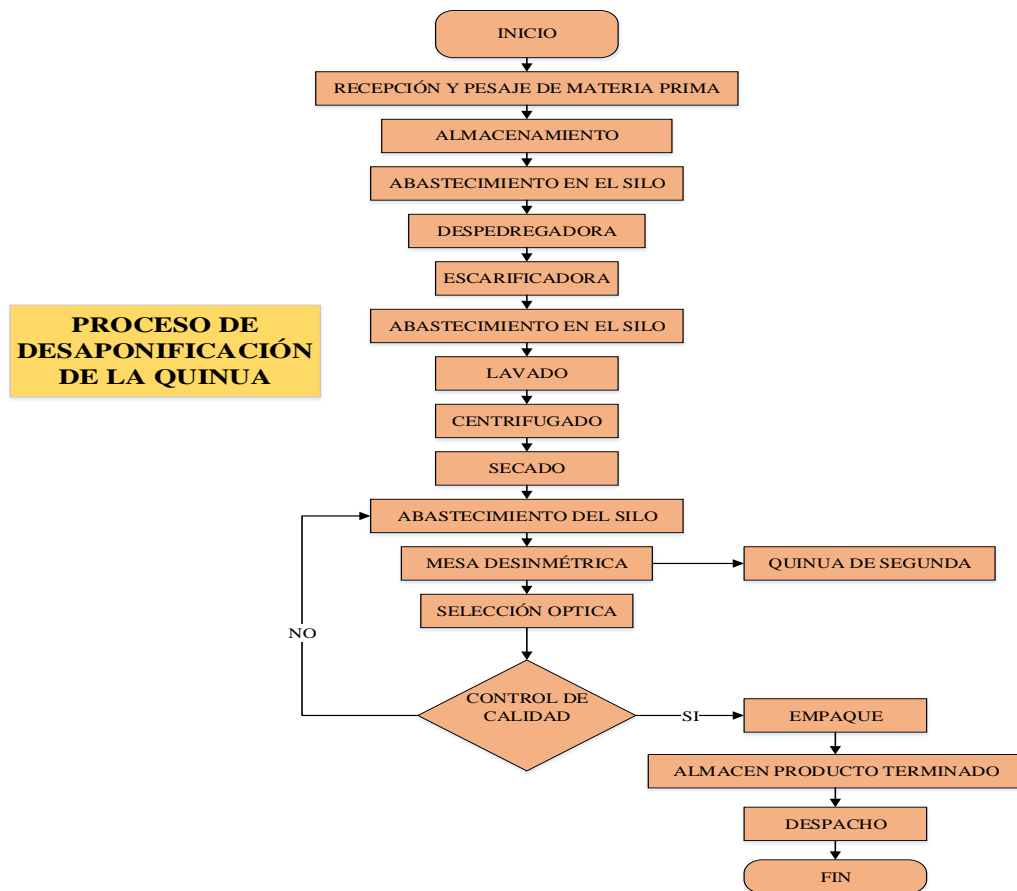 INICIO
RECEPCIÓN Y PESAJE DE MATERIA PRIMA
ALMACENAMIENTO
ABASTECIMIENTO EN EL SILO
DESPEDREGADORA
ESCARIFICADORA
PROCESO DE
DESAPONIFICACIÓN
DE LA QUINUA
ABASTECIMIENTO EN EL SILO
LAVADO
CENTRIFUGADO
SECADO
ABASTECIMIENTO DEL SILO
MESA DESINMÉTRICA
QUINUA DE SEGUNDA
SELECCIÓN OPTICA
NO
CONTROL DE
CALIDAD
SI
EMPAQUE
ALMACEN PRODUCTO TERMINADO
DESPACHO
FIN